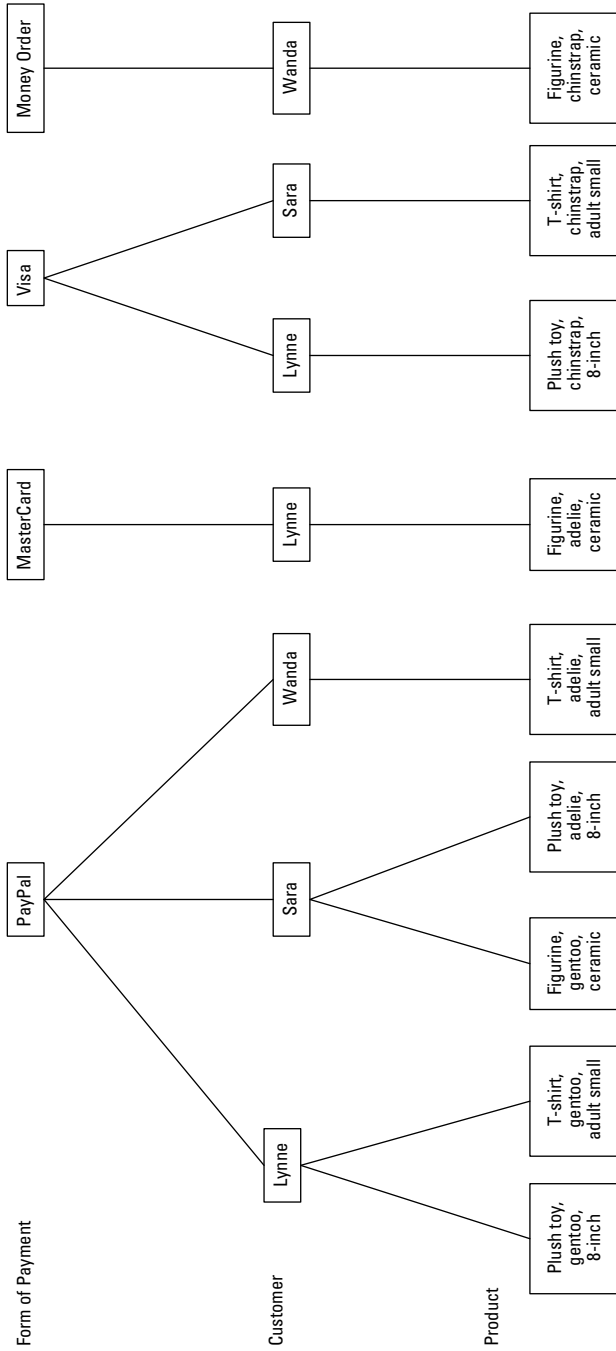 Form of Payment
PayPal
MasterCard
Visa
Money Order
Customer
Lynne
Sara
Wanda
Lynne
Lynne
Sara
Wanda
Product
Plush toy,
gentoo,
8-inch
T-shirt,
gentoo,
adult small
Figurine,
gentoo,
ceramic
Plush toy,
adelie,
8-inch
T-shirt,
adelie,
adult small
Figurine,
adelie,
ceramic
Plush toy,
chinstrap,
8-inch
T-shirt,
chinstrap,
adult small
Figurine,
chinstrap,
ceramic